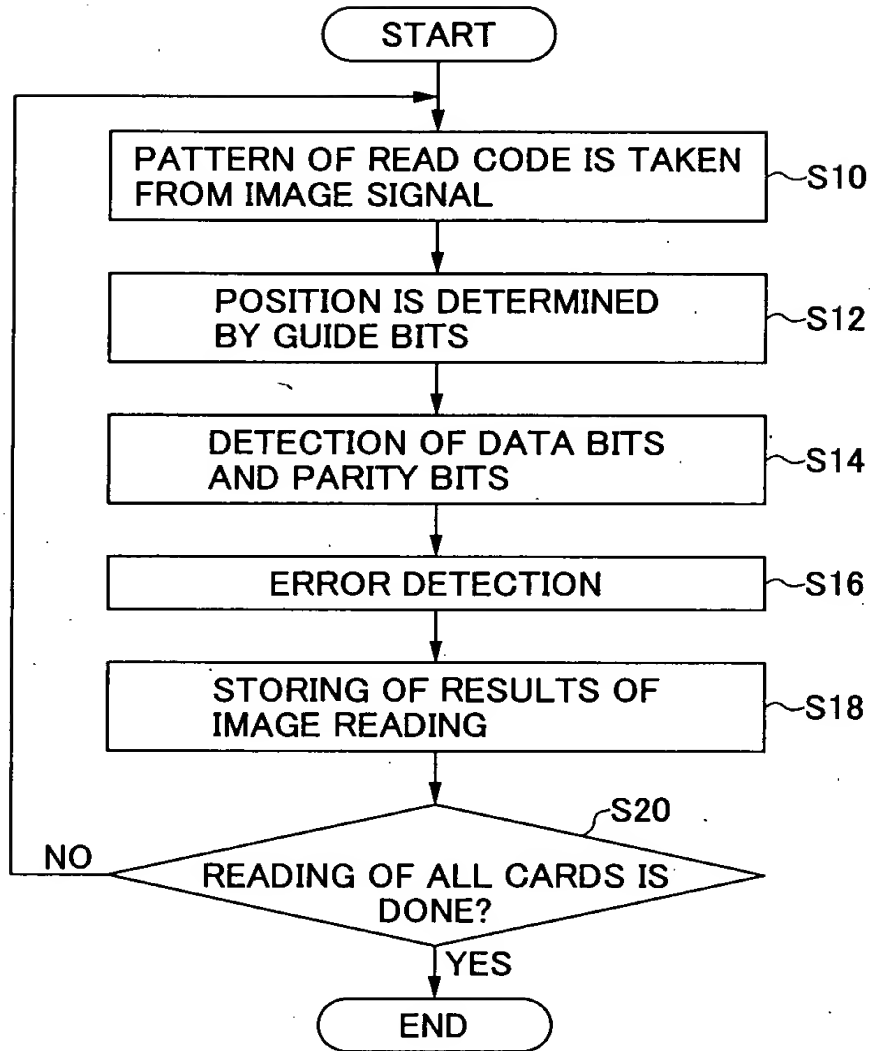 START
PATTERN OF READ CODE IS TAKEN
FROM IMAGE SIGNAL
S10
POSITION IS DETERMINED
BY GUIDE BITS
S12
DETECTION OF DATA BITS
AND PARITY BITS
S14
ERROR DETECTION
S16
STORING OF RESULTS OF
IMAGE READING
S18
S20
NO
READING OF ALL CARDS IS
DONE?
YES
END